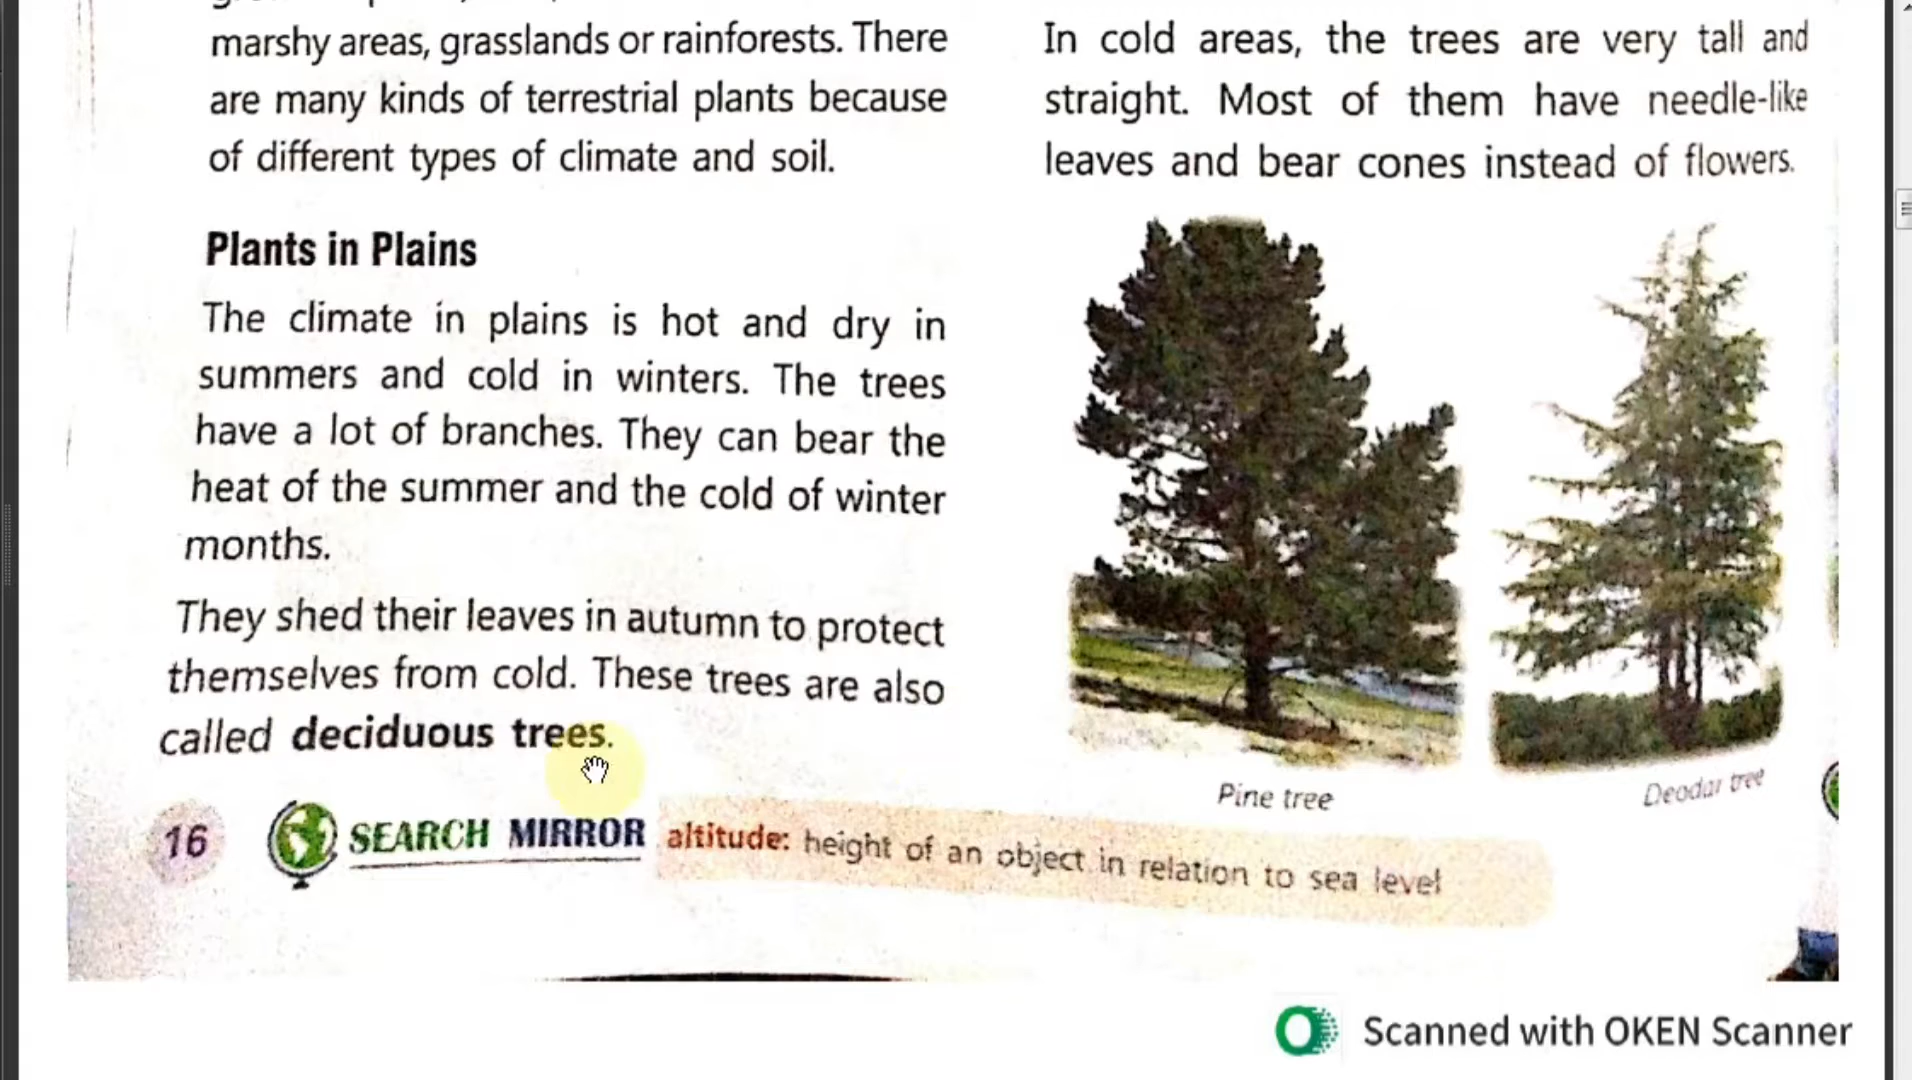 marshy areas, grasslands or rainforests. There
are many kinds of terrestrial plants because
of different types of climate and soil.
Plants in Plains
The climate in plains is hot and dry in
summers and cold in winters. The trees
have a lot of branches. They can bear the
heat of the summer and the cold of winter
months.
They shed their leaves in autumn to protect
themselves from cold. These trees are also
called deciduous trees.
In cold areas, the trees are very tall and
straight. Most of them have needle-like
leaves and bear cones instead of flowers.
Pine tree
Deodar tree
16
SEARCH MIRROR
altitude: height of an object in relation to sea level
Scanned with OKEN Scanner